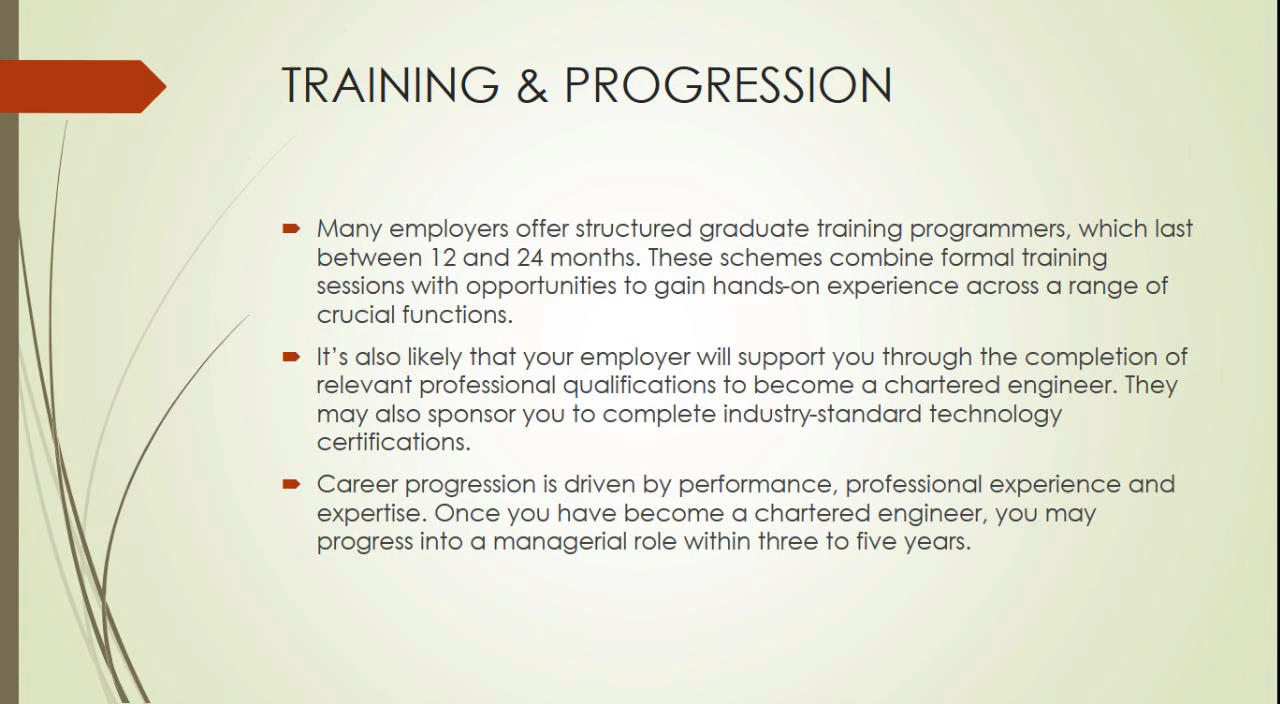 TRAINING & PROGRESSION
Many employers offer structured graduate training programmers, which last
between 12 and 24 months. These schemes combine formal training
sessions with opportunities to gain hands-on experience across a range of
crucial functions.
It’s also likely that your employer will support you through the completion of
relevant professional qualifications to become a chartered engineer. They
may also sponsor you to complete industry-standard technology
certifications.
Career progression is driven by performance, professional experience and
expertise. Once you have become a chartered engineer, you may
progress into a managerial role within three to five years.